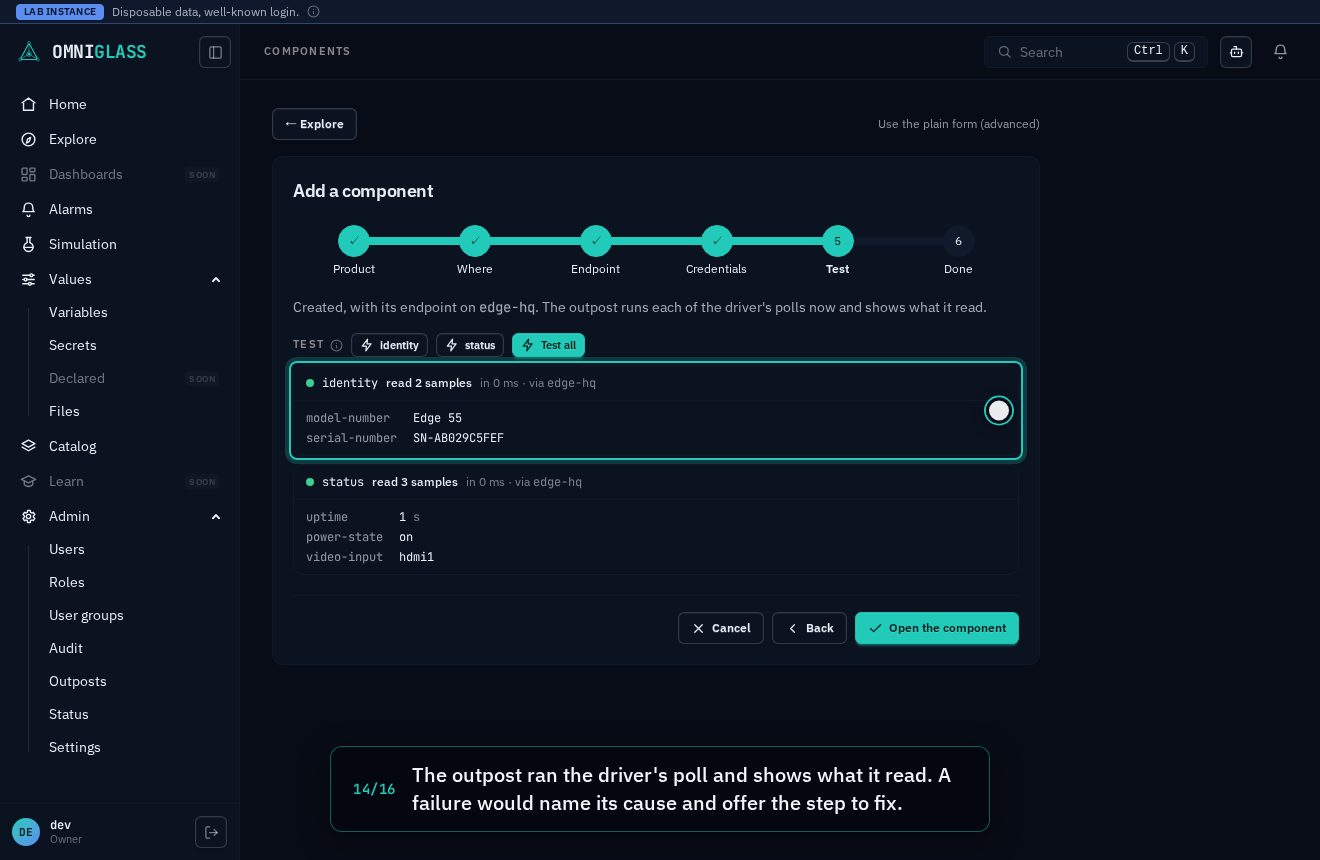 LAB INSTANCE Disposable data, well-known login.
OMNIGLASS
COMPONENTS
Search Ctrl K
Home
Explore
Dashboards SOON
Alarms
Simulation
Values
Variables
Secrets
Declared SOON
Files
Catalog
Learn SOON
Admin
Users
Roles
User groups
Audit
Outposts
Status
Settings
DE dev
Owner
← Explore
Use the plain form (advanced)
Add a component
✓ ✓ ✓ ✓ 5 6
Product Where Endpoint Credentials Test Done
Created, with its endpoint on edge-hq. The outpost runs each of the driver's polls now and shows what it read.
TEST identity status Test all
identity read 2 samples in 0 ms · via edge-hq
model-number Edge 55
serial-number SN-AB029C5FEF
status read 3 samples in 0 ms · via edge-hq
uptime 1 s
power-state on
video-input hdmi1
Cancel Back Open the component
14/16 The outpost ran the driver's poll and shows what it read. A
failure would name its cause and offer the step to fix.